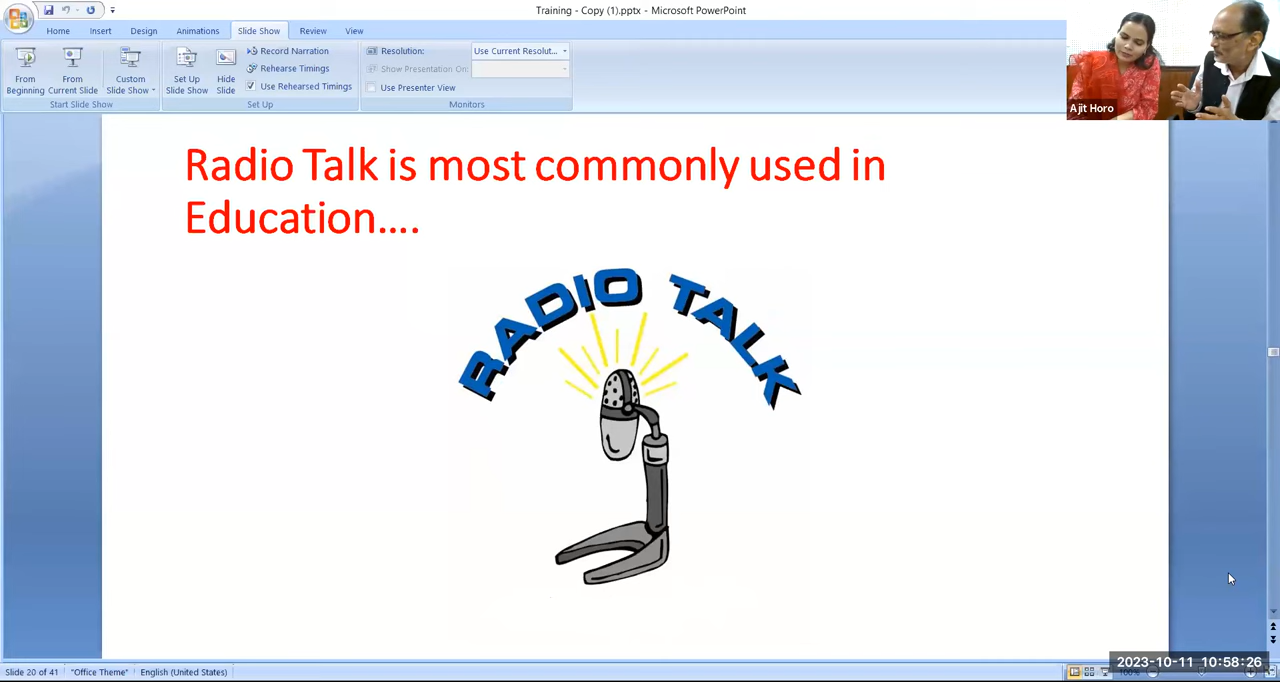 Training - Copy (1).pptx - Microsoft PowerPoint
Home Insert Design Animations Slide Show Review View
From Beginning
From Current Slide
Custom Slide Show
Set Up Slide Show
Hide Slide
Record Narration
Rehearse Timings
Use Rehearsed Timings
Resolution: Use Current Resolut...
Show Presentation On:
Use Presenter View
Start Slide Show
Set Up
Monitors
Ajit Horo
Radio Talk is most commonly used in
Education....
RADIO TALK
Slide 20 of 41 "Office Theme" English (United States)
2023-10-11 10:58:26
100%